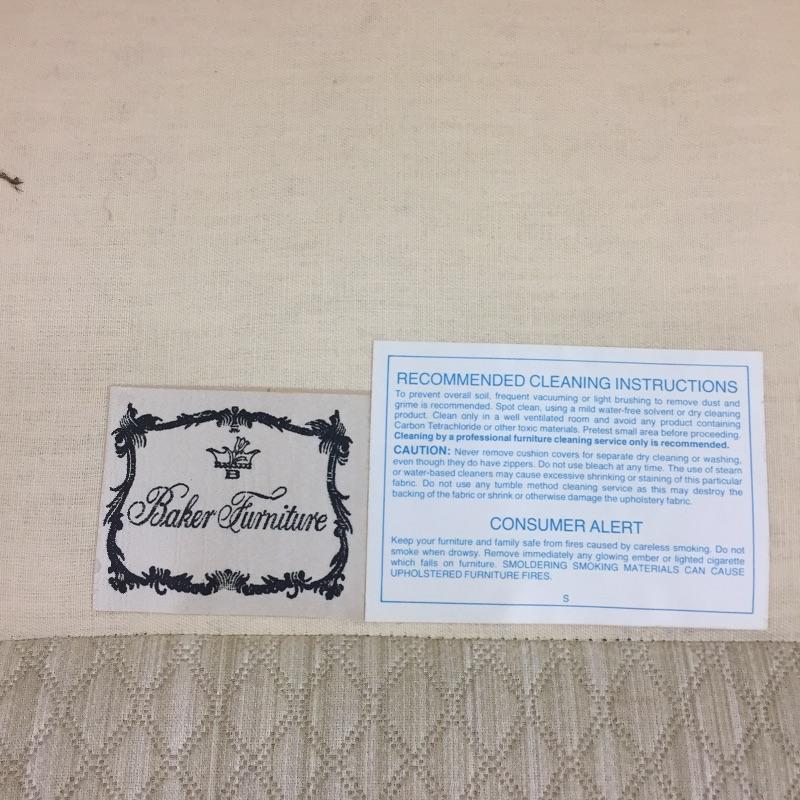 B
Baker Furniture
RECOMMENDED CLEANING INSTRUCTIONS
To prevent overall soil, frequent vacuuming or light brushing to remove dust and
grime is recommended. Spot clean, using a mild water-free solvent or dry cleaning
product. Clean only in a well ventilated room and avoid any product containing
Carbon Tetrachloride or other toxic materials. Pretest small area before proceeding.
Cleaning by a professional furniture cleaning service only is recommended.
CAUTION: Never remove cushion covers for separate dry cleaning or washing,
even though they do have zippers. Do not use bleach at any time. The use of steam
or water-based cleaners may cause excessive shrinking or staining of this particular
fabric. Do not use any tumble method cleaning service as this may destroy the
backing of the fabric or shrink or otherwise damage the upholstery fabric.
CONSUMER ALERT
Keep your furniture and family safe from fires caused by careless smoking. Do not
smoke when drowsy. Remove immediately any glowing ember or lighted cigarette
which falls on furniture. SMOLDERING SMOKING MATERIALS CAN CAUSE
UPHOLSTERED FURNITURE FIRES.
S